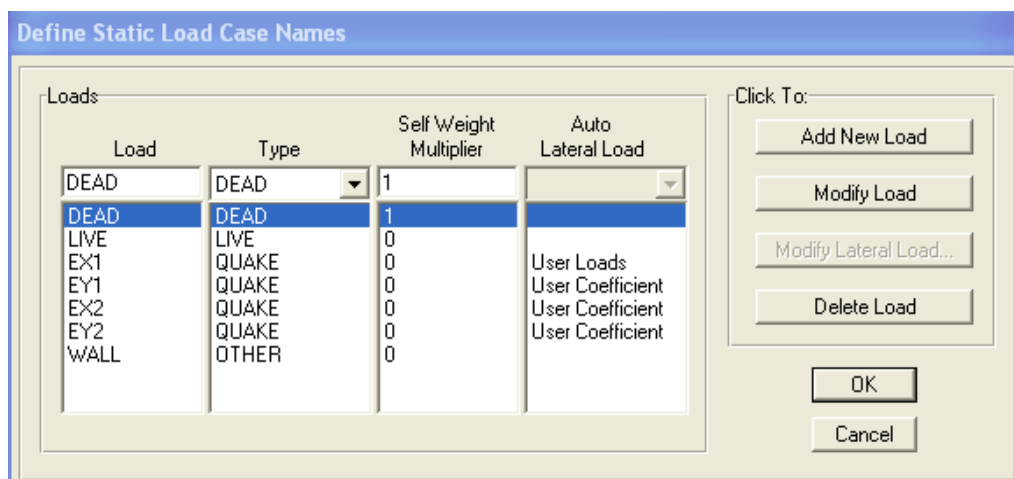 Define Static Load Case Names
Loads
Load Type Self Weight Multiplier Auto Lateral Load
DEAD DEAD 1
DEAD DEAD 1
LIVE LIVE 0
EX1 QUAKE 0 User Loads
EY1 QUAKE 0 User Coefficient
EX2 QUAKE 0 User Coefficient
EY2 QUAKE 0 User Coefficient
WALL OTHER 0
Click To:
Add New Load
Modify Load
Modify Lateral Load...
Delete Load
OK
Cancel